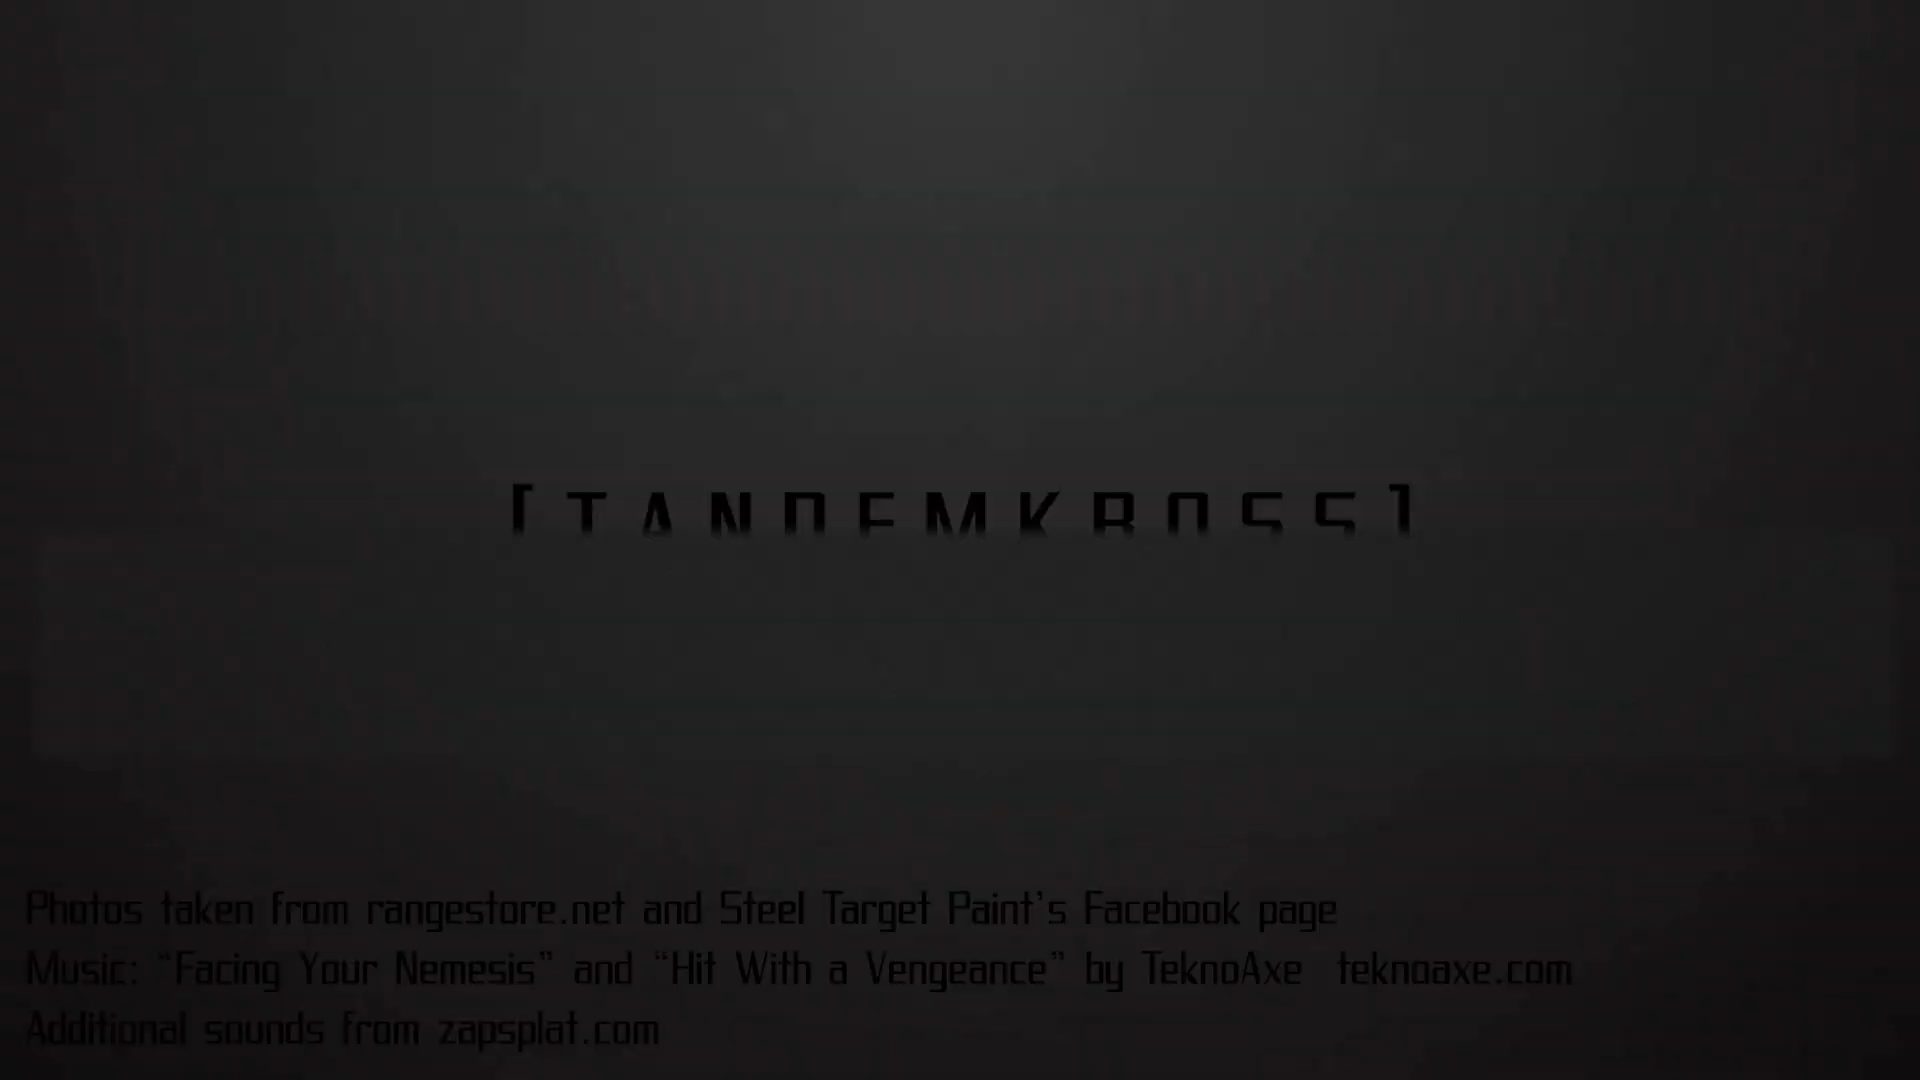 [TANDEMKROSS]
Photos taken from rangestore.net and Steel Target Paint's Facebook page
Music: “Facing Your Nemesis” and “Hit With a Vengeance” by TeknoAxe teknoaxe.com
Additional sounds from zapsplat.com